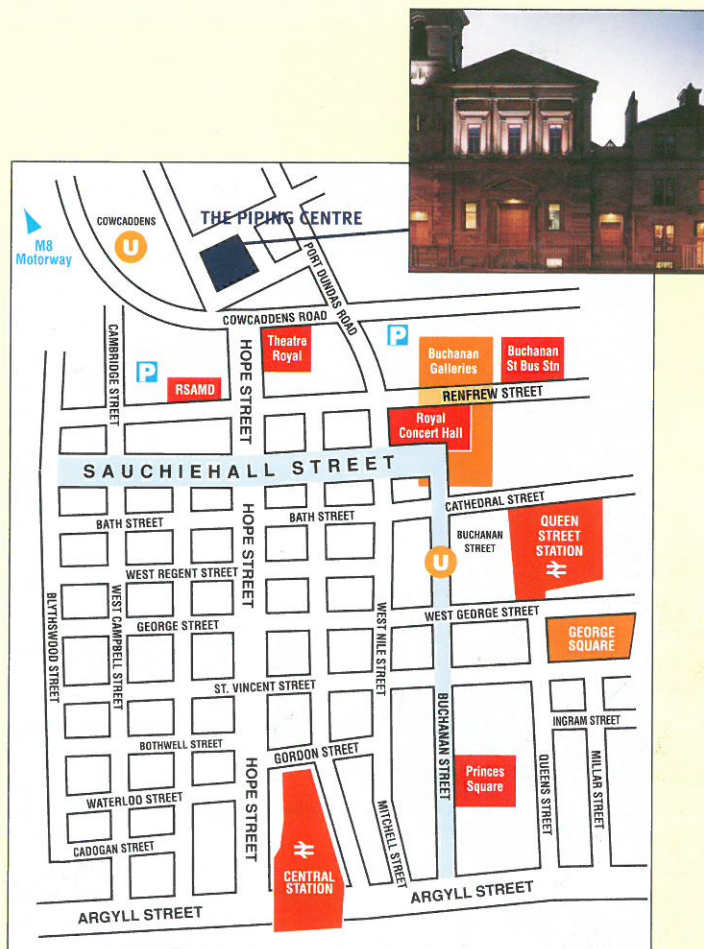 THE PIPING CENTRE
COWCADDENS
U
M8
Motorway
PORT DUNDAS ROAD
COWCADDENS ROAD
CAMBRIDGE STREET
P
RSAMD
HOPE STREET
Theatre
Royal
P
Buchanan
Galleries
Buchanan
St Bus Stn
RENFREW STREET
Royal
Concert Hall
SAUCHIEHALL STREET
CATHEDRAL STREET
BATH STREET
BATH STREET
HOPE STREET
BUCHANAN
STREET
U
QUEEN
STREET
STATION
WEST REGENT STREET
BLYTHSWOOD STREET
WEST CAMPBELL STREET
GEORGE STREET
WEST NILE STREET
WEST GEORGE STREET
GEORGE
SQUARE
ST. VINCENT STREET
BUCHANAN STREET
INGRAM STREET
BOTHWELL STREET
GORDON STREET
HOPE STREET
Princes
Square
QUEENS STREET
MILLAR STREET
WATERLOO STREET
MITCHELL STREET
CADOGAN STREET
CENTRAL
STATION
ARGYLL STREET
ARGYLL STREET